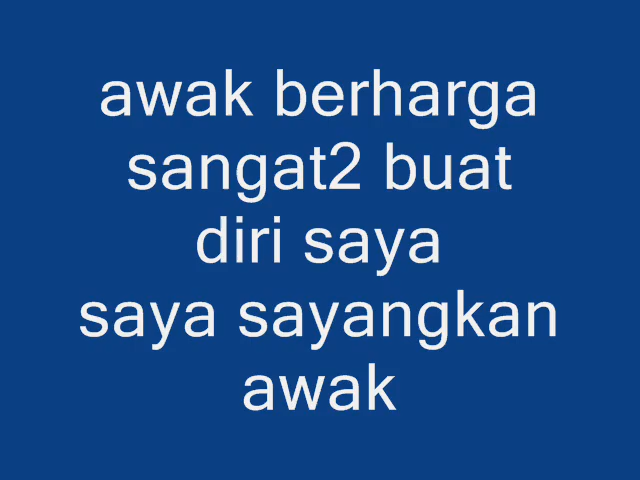 awak berharga
sangat2 buat
diri saya
saya sayangkan
awak